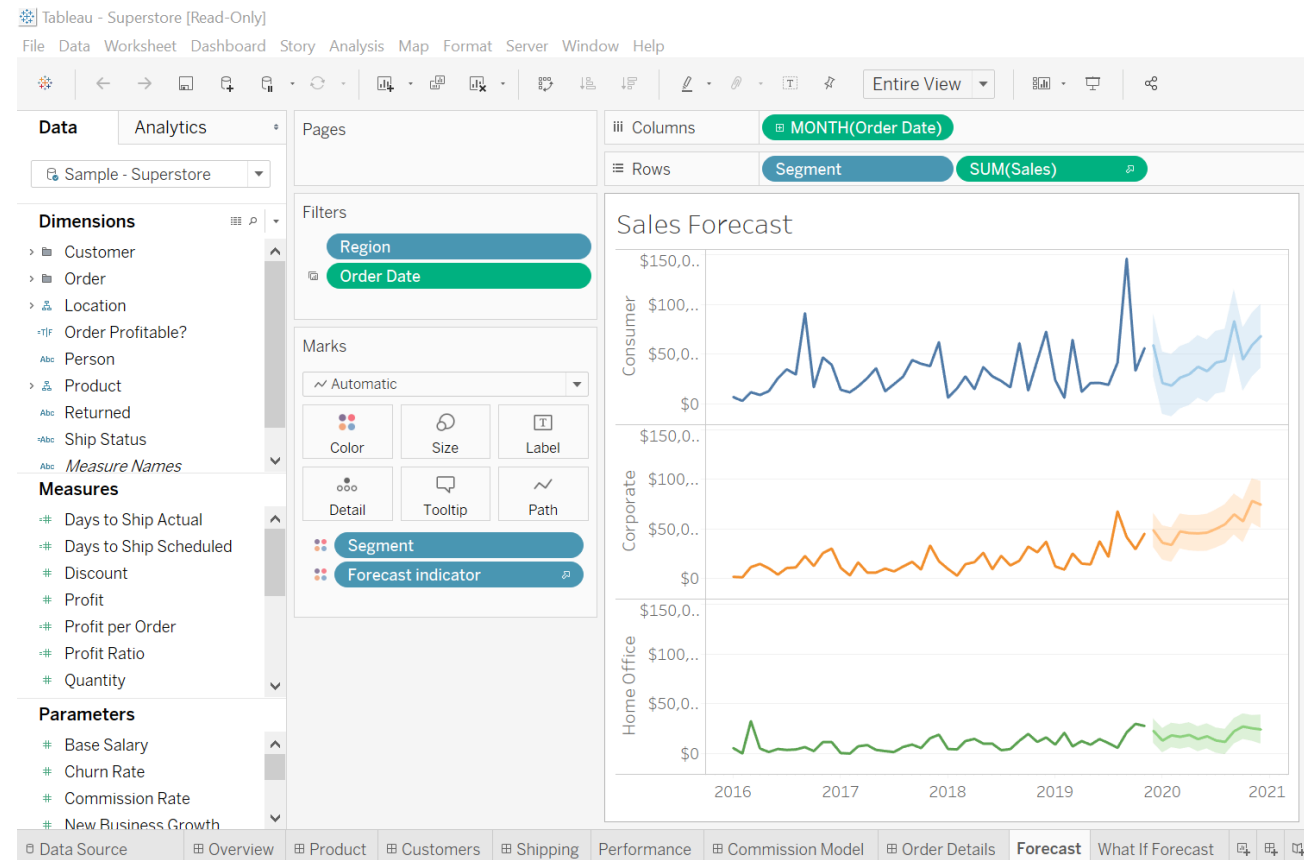 Tableau - Superstore [Read-Only]
File Data Worksheet Dashboard Story Analysis Map Format Server Window Help
Entire View
Data
Analytics
Sample - Superstore
Dimensions
Customer
Order
Location
=T|F Order Profitable?
Abc Person
Product
Abc Returned
=Abc Ship Status
Abc Measure Names
Measures
=# Days to Ship Actual
=# Days to Ship Scheduled
# Discount
# Profit
=# Profit per Order
=# Profit Ratio
# Quantity
Parameters
# Base Salary
# Churn Rate
# Commission Rate
# New Business Growth
Pages
Filters
Region
Order Date
Marks
Automatic
Color
Size
Label
Detail
Tooltip
Path
Segment
Forecast indicator
Columns
MONTH(Order Date)
Rows
Segment
SUM(Sales)
Sales Forecast
Consumer
$150,0..
$100,..
$50,0..
$0
Corporate
$150,0..
$100,..
$50,0..
$0
Home Office
$150,0..
$100,..
$50,0..
$0
2016 2017 2018 2019 2020 2021
Data Source Overview Product Customers Shipping Performance Commission Model Order Details Forecast What If Forecast